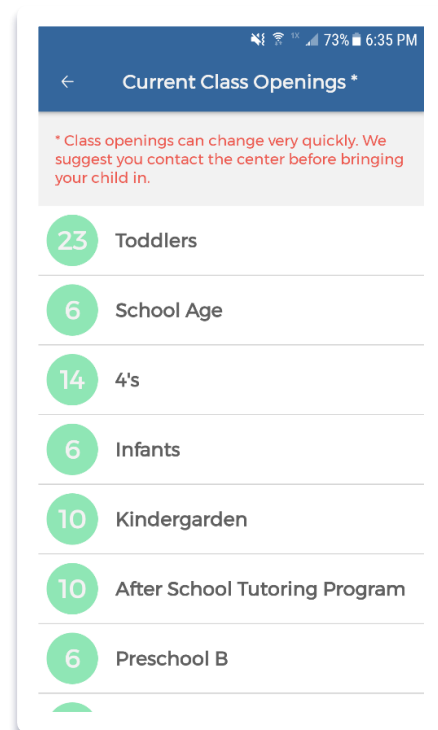 1X 73% 6:35 PM
← Current Class Openings *
* Class openings can change very quickly. We
suggest you contact the center before bringing
your child in.
23 Toddlers
6 School Age
14 4's
6 Infants
10 Kindergarden
10 After School Tutoring Program
6 Preschool B